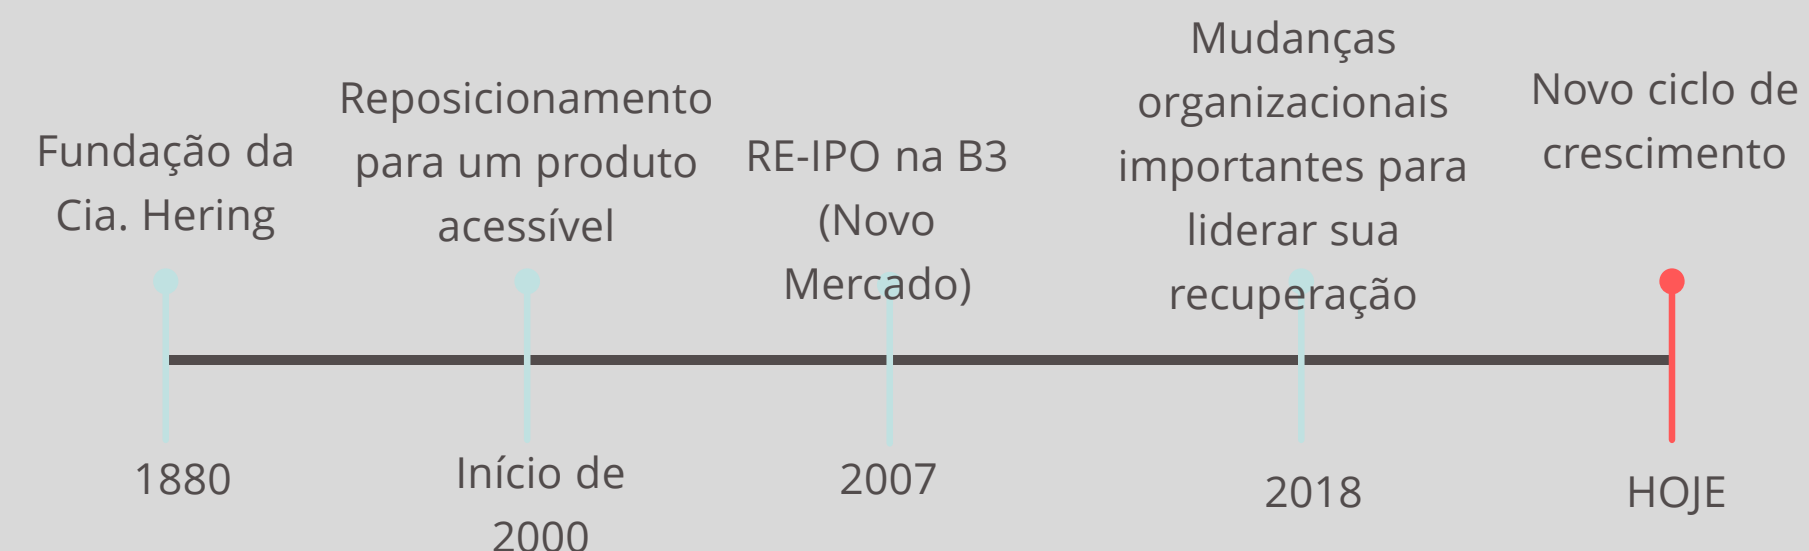 Fundação da
Cia. Hering
1880
Reposicionamento
para um produto
acessível
Início de
2000
RE-IPO na B3
(Novo
Mercado)
2007
Mudanças
organizacionais
importantes para
liderar sua
recuperação
2018
Novo ciclo de
crescimento
HOJE